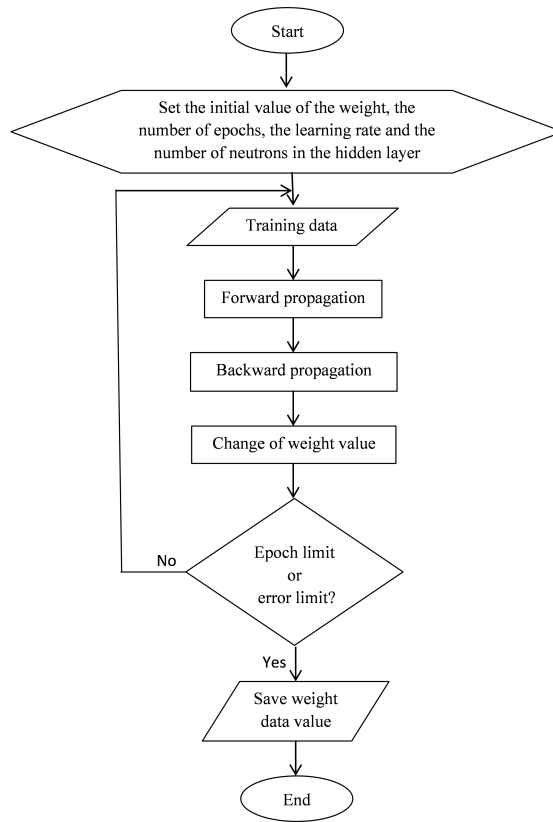 Start
Set the initial value of the weight, the
number of epochs, the learning rate and the
number of neutrons in the hidden layer
Training data
Forward propagation
Backward propagation
Change of weight value
Epoch limit
or
error limit?
No
Yes
Save weight
data value
End